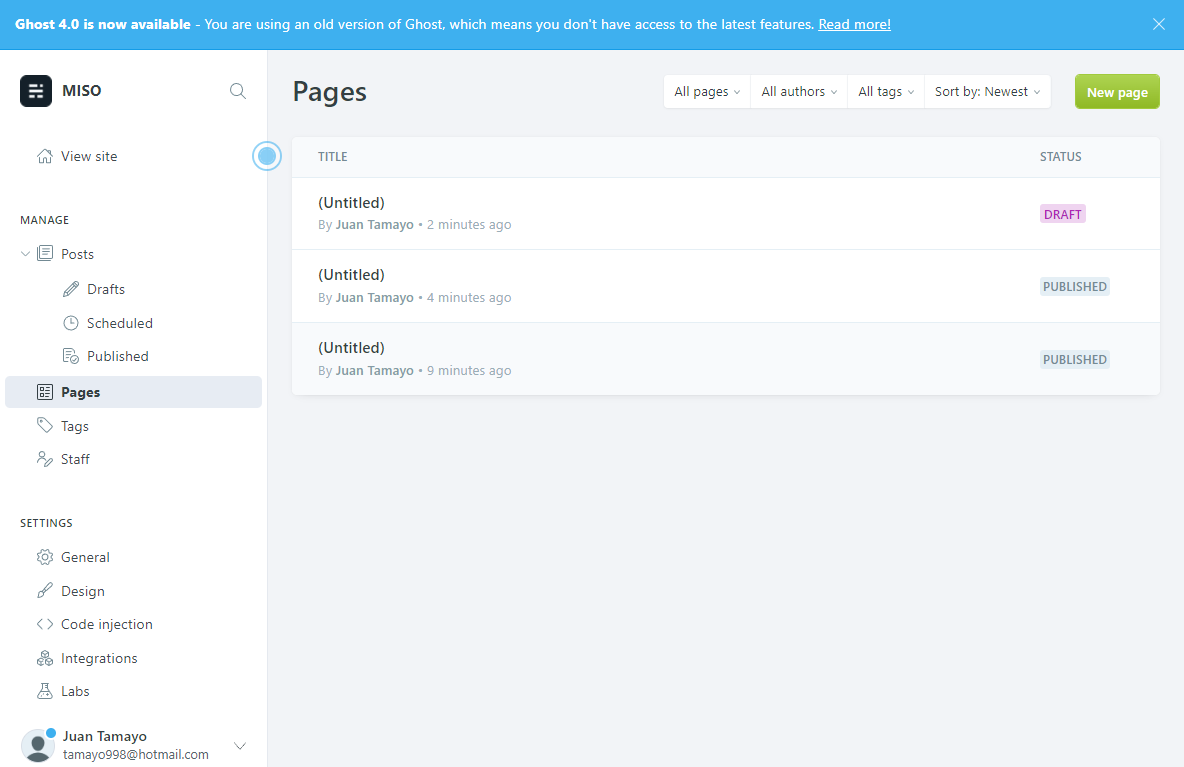 Ghost 4.0 is now available - You are using an old version of Ghost, which means you don't have access to the latest features. Read more!
MISO
View site
MANAGE
Posts
Drafts
Scheduled
Published
Pages
Tags
Staff
SETTINGS
General
Design
Code injection
Integrations
Labs
Juan Tamayo
tamayo998@hotmail.com
Pages
All pages All authors All tags Sort by: Newest New page
TITLE STATUS
(Untitled)
By Juan Tamayo • 2 minutes ago
DRAFT
(Untitled)
By Juan Tamayo • 4 minutes ago
PUBLISHED
(Untitled)
By Juan Tamayo • 9 minutes ago
PUBLISHED